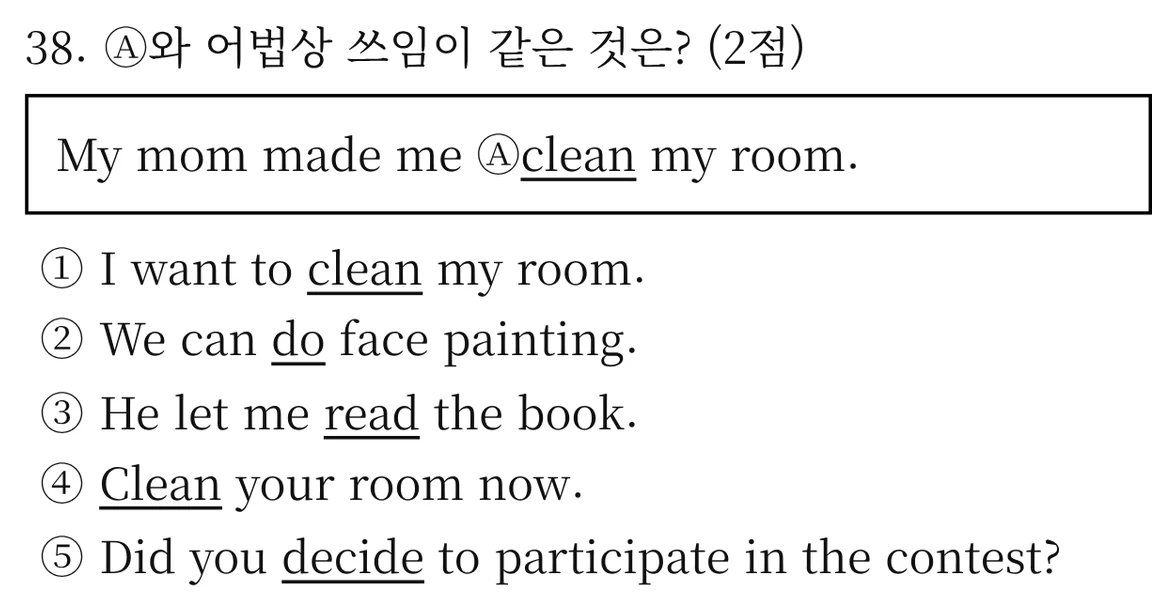 38. Ⓐ와 어법상 쓰임이 같은 것은? (2점)
My mom made me Ⓐclean my room.
① I want to clean my room.
② We can do face painting.
③ He let me read the book.
④ Clean your room now.
⑤ Did you decide to participate in the contest?